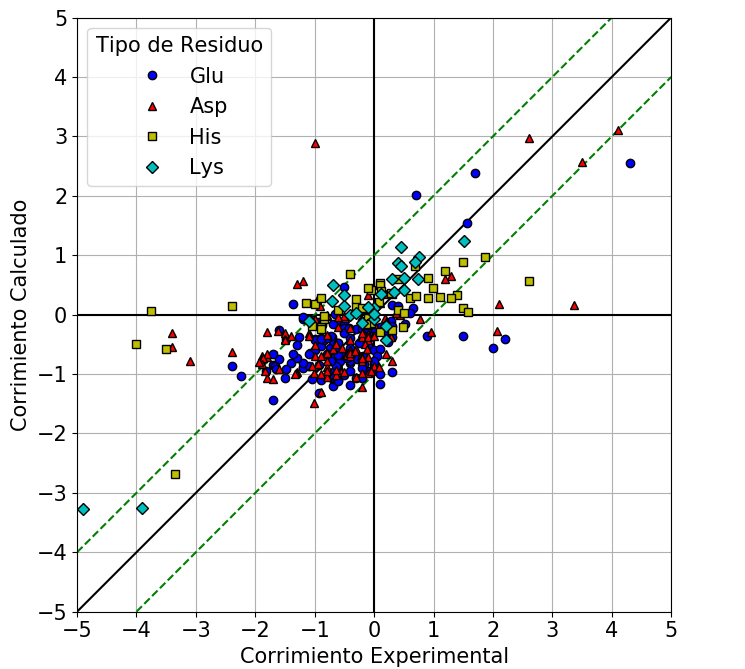 Tipo de Residuo
Glu
Asp
His
Lys
Corrimiento Calculado
5
4
3
2
1
0
−1
−2
−3
−4
−5
−5 −4 −3 −2 −1 0 1 2 3 4 5
Corrimiento Experimental